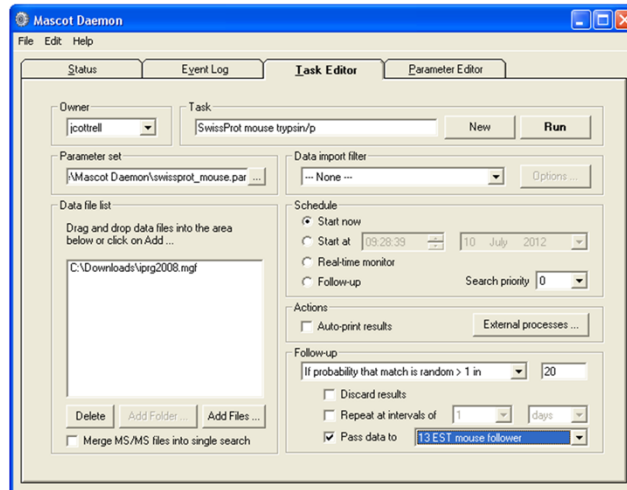 Mascot Daemon
File Edit Help
Status Event Log Task Editor Parameter Editor
Owner
jcottrell
Task
SwissProt mouse trypsin/p New Run
Parameter set
\Mascot Daemon\swissprot_mouse.par ...
Data import filter
--- None --- Options ...
Data file list
Drag and drop data files into the area
below or click on Add ...
C:\Downloads\iprg2008.mgf
Delete Add Folder ... Add Files ...
Merge MS/MS files into single search
Schedule
Start now
Start at 09:28:39 10 July 2012
Real-time monitor
Follow-up Search priority 0
Actions
Auto-print results External processes ...
Follow-up
If probability that match is random > 1 in 20
Discard results
Repeat at intervals of 1 days
Pass data to 13 EST mouse follower